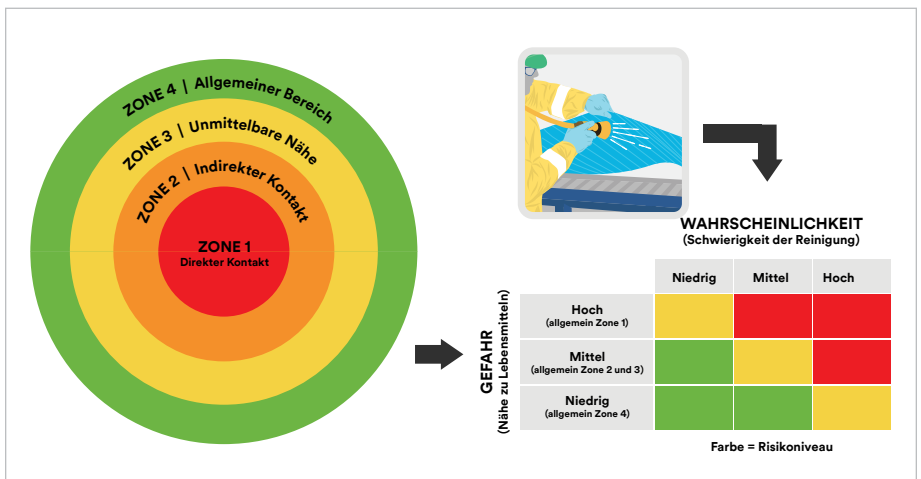 ZONE 4 | Allgemeiner Bereich
ZONE 3 | Unmittelbare Nähe
ZONE 2 | Indirekter Kontakt
ZONE 1
Direkter Kontakt
WAHRSCHEINLICHKEIT
(Schwierigkeit der Reinigung)
GEFAHR
(Nähe zu Lebensmitteln)
Niedrig Mittel Hoch
Hoch
(allgemein Zone 1)
Mittel
(allgemein Zone 2 und 3)
Niedrig
(allgemein Zone 4)
Farbe = Risikoniveau